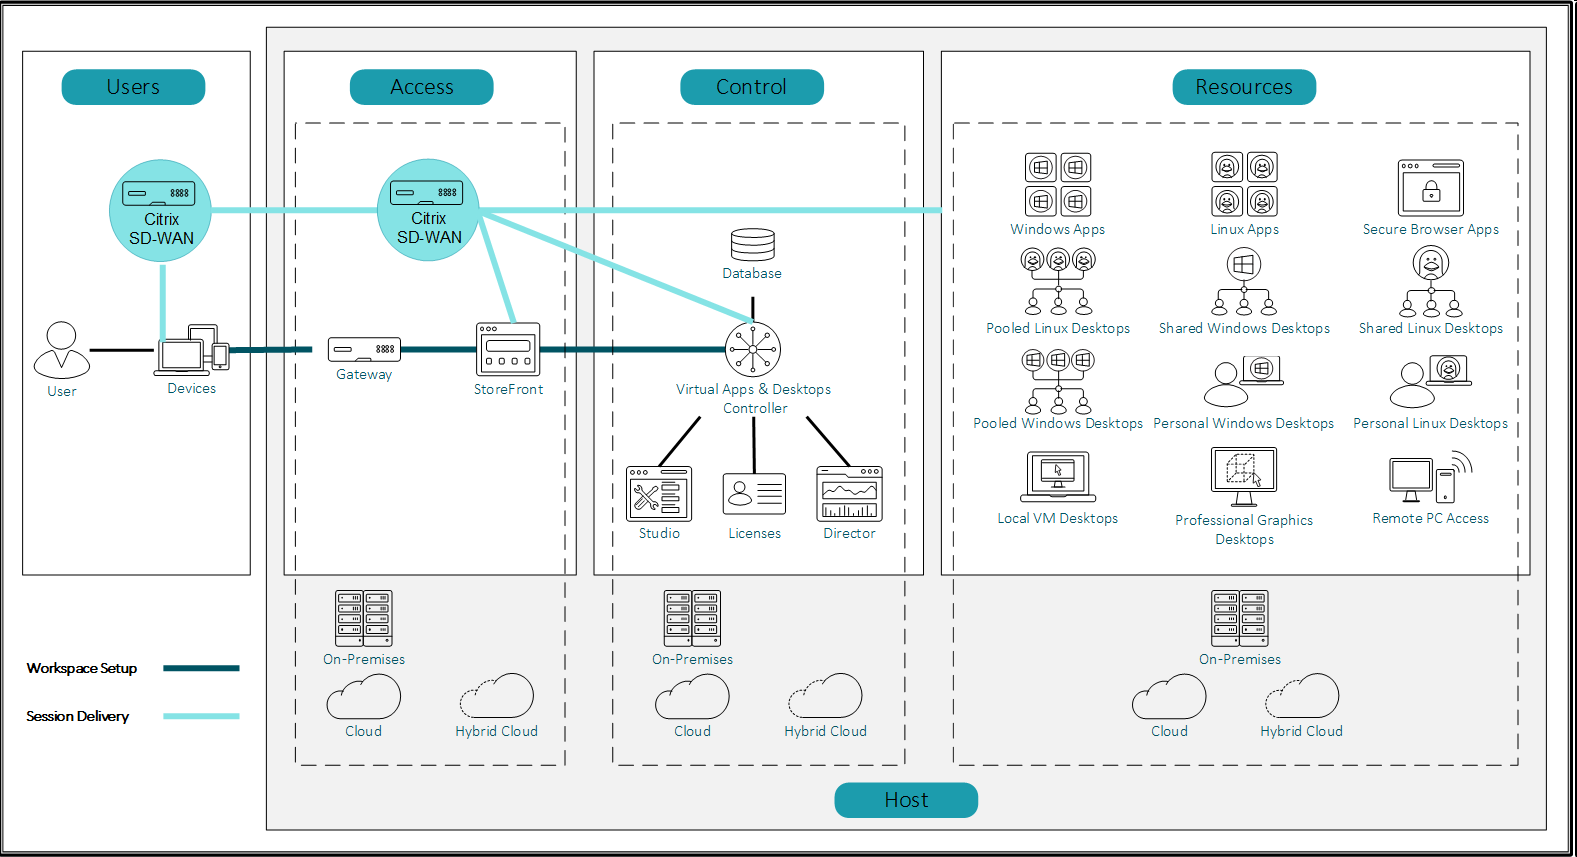 Users
Access
Control
Resources
Citrix
SD-WAN
Citrix
SD-WAN
Database
Windows Apps
Linux Apps
Secure Browser Apps
Pooled Linux Desktops
Shared Windows Desktops
Shared Linux Desktops
User
Devices
Gateway
StoreFront
Virtual Apps & Desktops
Controller
Pooled Windows Desktops
Personal Windows Desktops
Personal Linux Desktops
Studio
Licenses
Director
Local VM Desktops
Professional Graphics
Desktops
Remote PC Access
On-Premises
On-Premises
On-Premises
Workspace Setup
Session Delivery
Cloud
Hybrid Cloud
Cloud
Hybrid Cloud
Cloud
Hybrid Cloud
Host